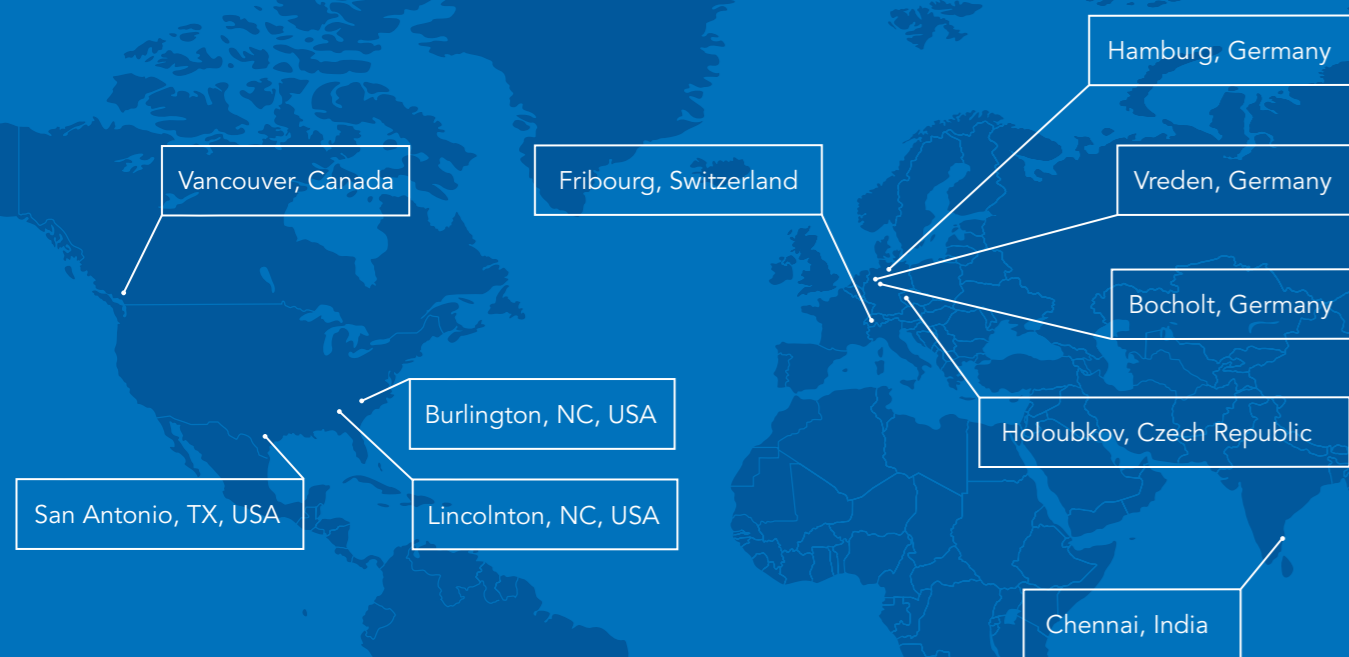 Hamburg, Germany
Vancouver, Canada
Fribourg, Switzerland
Vreden, Germany
Bocholt, Germany
Burlington, NC, USA
Holoubkov, Czech Republic
San Antonio, TX, USA
Lincolnton, NC, USA
Chennai, India